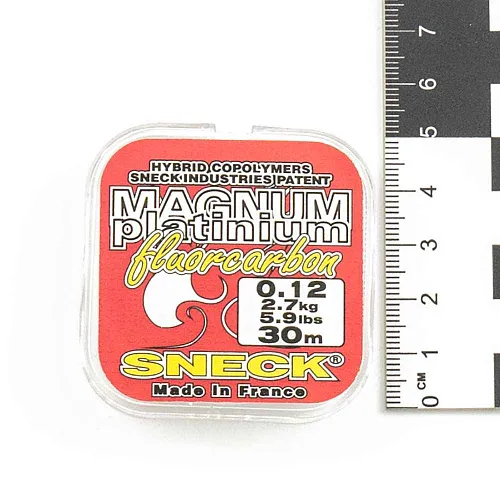 HYBRID COPOLYMERS
SNECK INDUSTRIES PATENT
MAGNUM
platinium
fluorcarbon
0.12
2.7kg
5.9lbs
30m
SNECK®
Made In France
7
6
5
4
3
2
1
0 CM